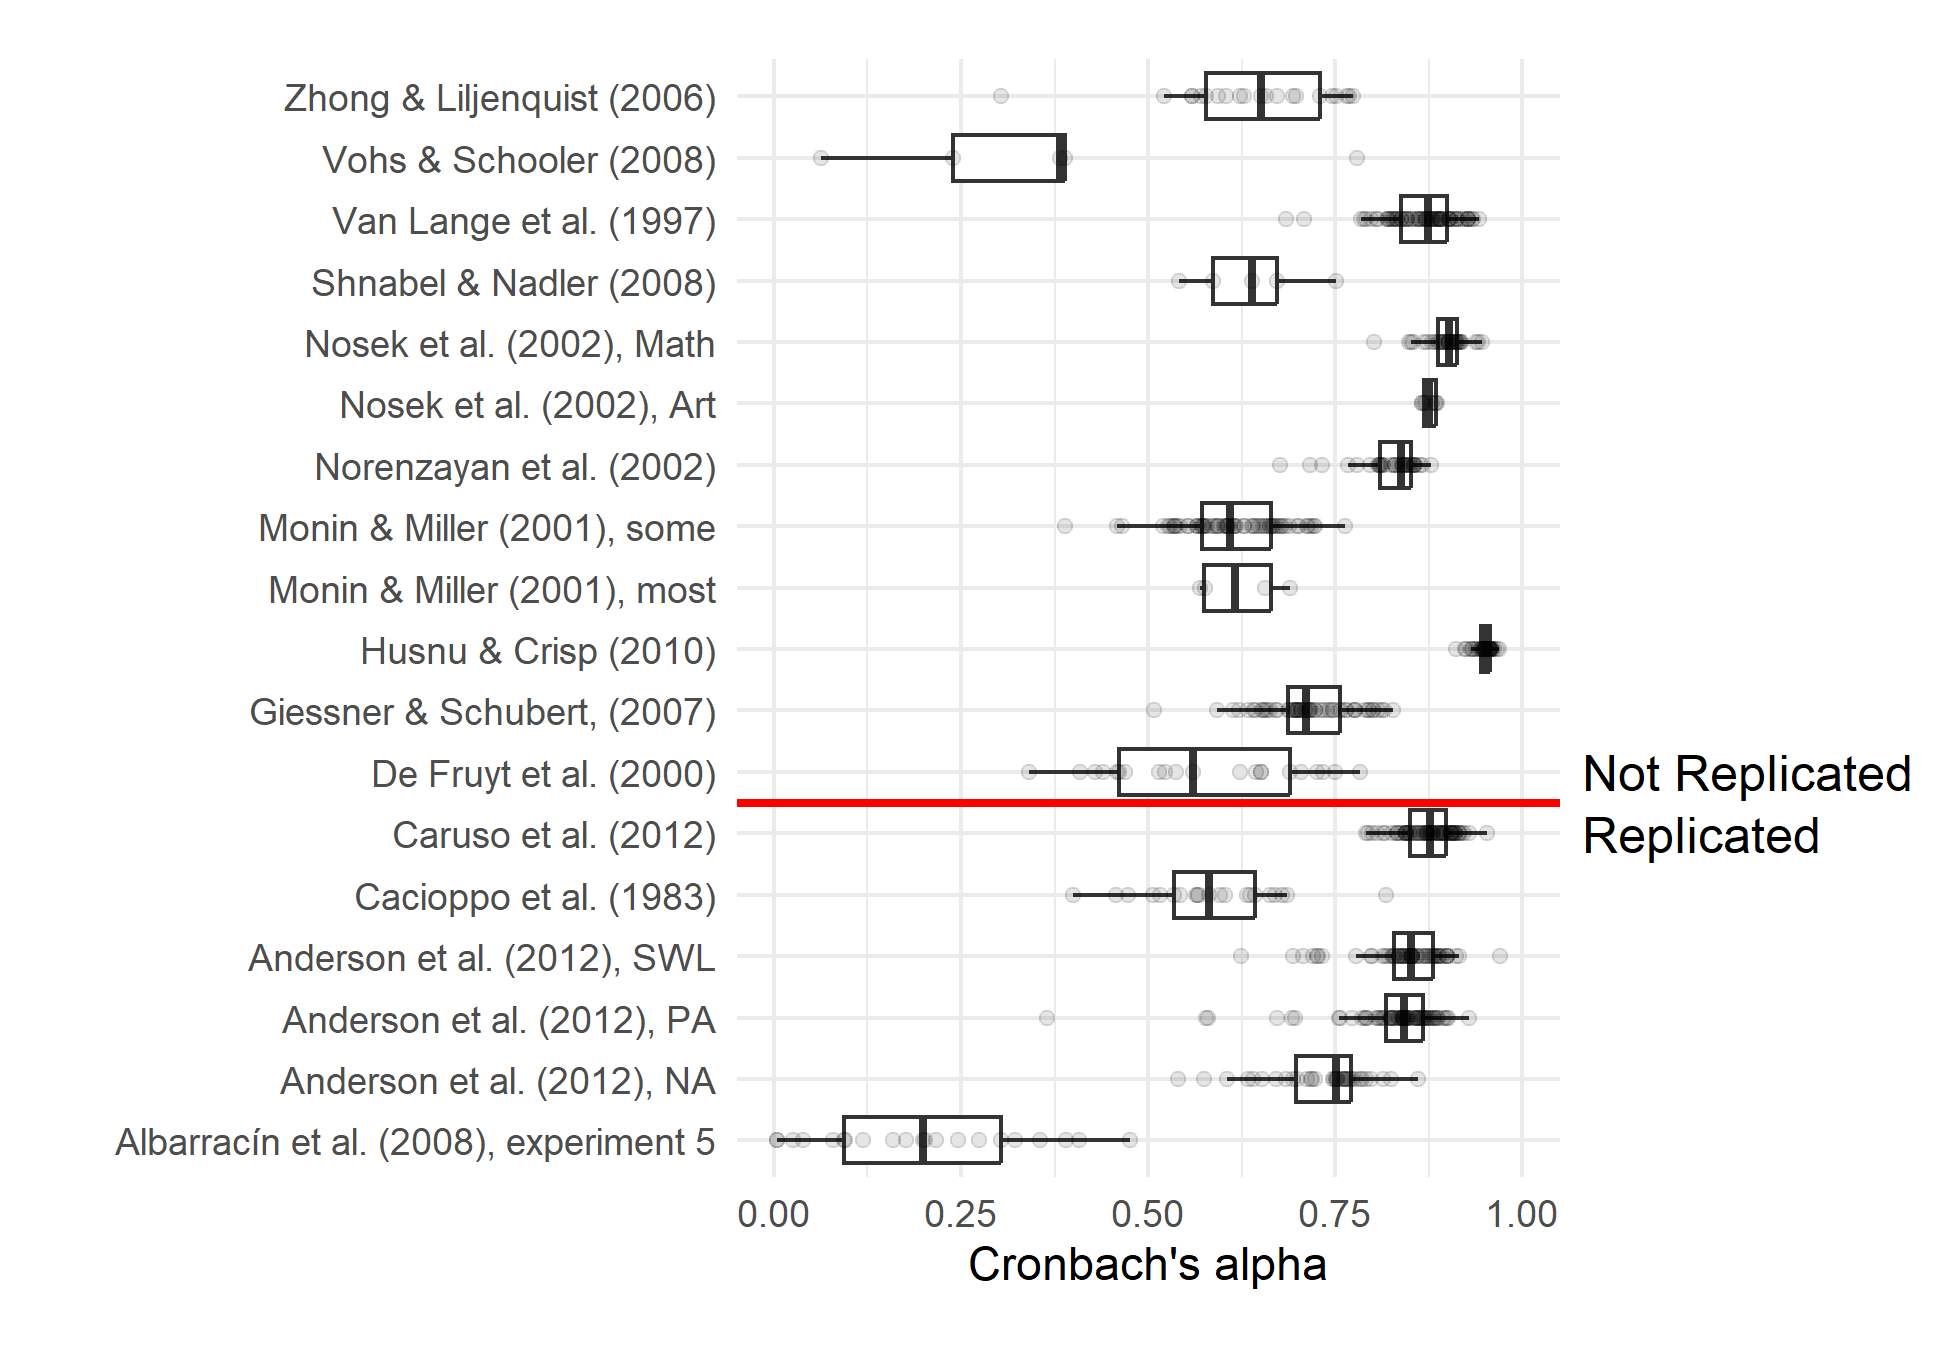 Zhong & Liljenquist (2006)
Vohs & Schooler (2008)
Van Lange et al. (1997)
Shnabel & Nadler (2008)
Nosek et al. (2002), Math
Nosek et al. (2002), Art
Norenzayan et al. (2002)
Monin & Miller (2001), some
Monin & Miller (2001), most
Husnu & Crisp (2010)
Giessner & Schubert, (2007)
De Fruyt et al. (2000)
Not Replicated
Caruso et al. (2012)
Replicated
Cacioppo et al. (1983)
Anderson et al. (2012), SWL
Anderson et al. (2012), PA
Anderson et al. (2012), NA
Albarracín et al. (2008), experiment 5
0.00 0.25 0.50 0.75 1.00
Cronbach's alpha